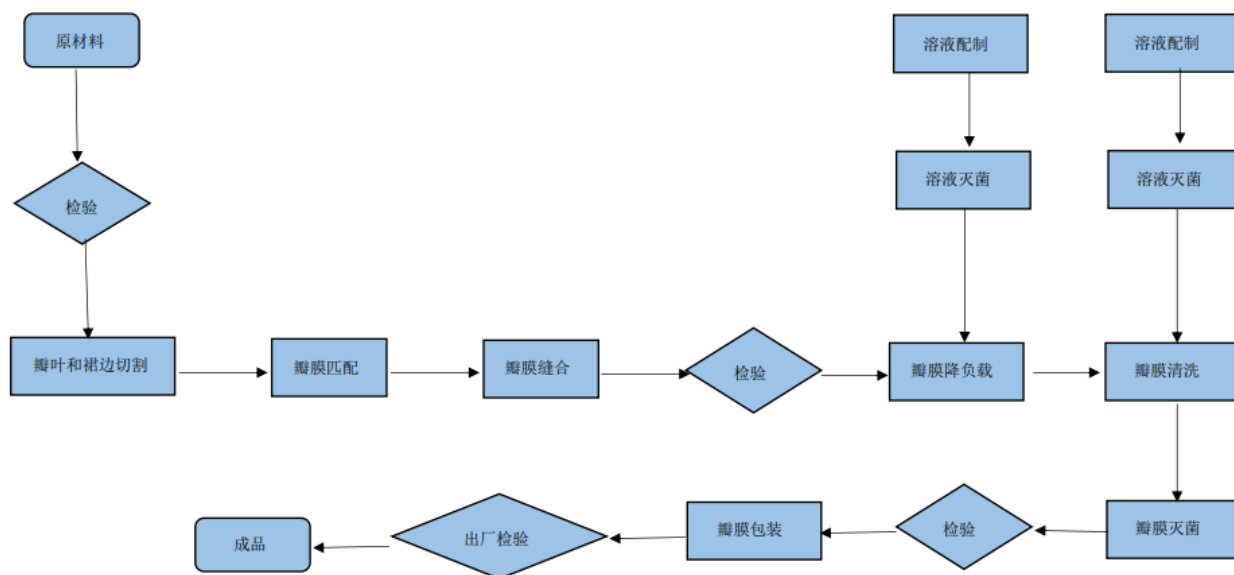 原材料
溶液配制
溶液配制
检验
溶液灭菌
溶液灭菌
瓣叶和裙边切割
瓣膜匹配
瓣膜缝合
检验
瓣膜降负载
瓣膜清洗
成品
出厂检验
瓣膜包装
检验
瓣膜灭菌